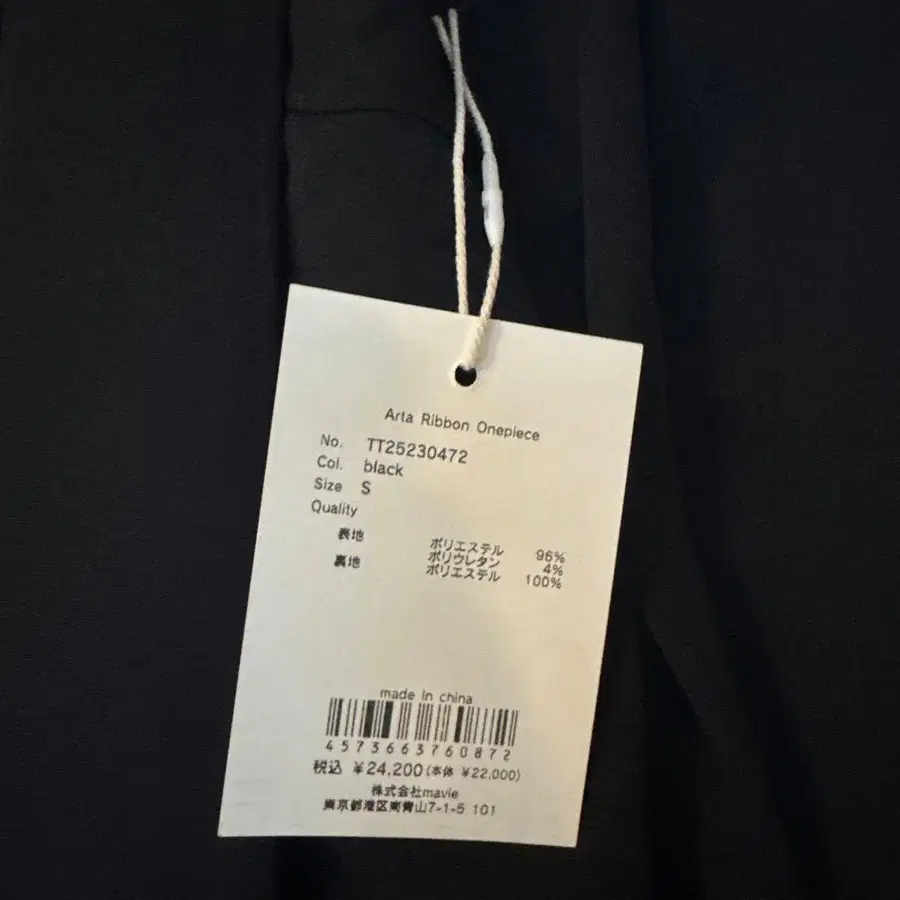 Arta Ribbon Onepiece
No. TT25230472
Col. black
Size S
Quality
表地 ポリエステル 96%
ポリウレタン 4%
裏地 ポリエステル 100%
made in china
4573663760872
税込 ¥24,200(本体 ¥22,000)
株式会社mavie
東京都港区南青山7-1-5 101